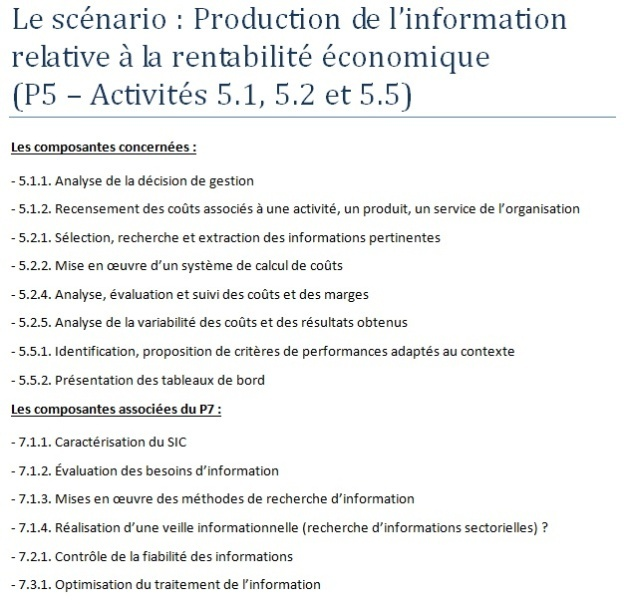 Le scénario : Production de l’information
relative à la rentabilité économique
(P5 – Activités 5.1, 5.2 et 5.5)
Les composantes concernées :
- 5.1.1. Analyse de la décision de gestion
- 5.1.2. Recensement des coûts associés à une activité, un produit, un service de l’organisation
- 5.2.1. Sélection, recherche et extraction des informations pertinentes
- 5.2.2. Mise en œuvre d’un système de calcul de coûts
- 5.2.4. Analyse, évaluation et suivi des coûts et des marges
- 5.2.5. Analyse de la variabilité des coûts et des résultats obtenus
- 5.5.1. Identification, proposition de critères de performances adaptés au contexte
- 5.5.2. Présentation des tableaux de bord
Les composantes associées du P7 :
- 7.1.1. Caractérisation du SIC
- 7.1.2. Évaluation des besoins d’information
- 7.1.3. Mises en œuvre des méthodes de recherche d’information
- 7.1.4. Réalisation d’une veille informationnelle (recherche d’informations sectorielles) ?
- 7.2.1. Contrôle de la fiabilité des informations
- 7.3.1. Optimisation du traitement de l’information